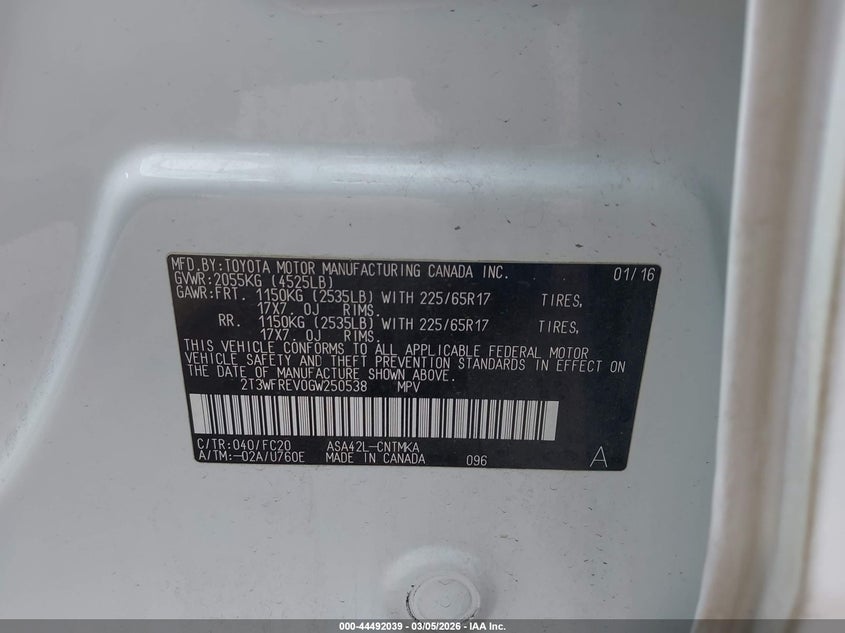 MFD.BY:TOYOTA MOTOR MANUFACTURING CANADA INC. 01/16
GVWR:2055KG (4525LB)
GAWR:FRT. 1150KG (2535LB) WITH 225/65R17 TIRES,
17X7.0J RIMS.
RR. 1150KG (2535LB) WITH 225/65R17 TIRES,
17X7.0J RIMS.
THIS VEHICLE CONFORMS TO ALL APPLICABLE FEDERAL MOTOR
VEHICLE SAFETY AND THEFT PREVENTION STANDARDS IN EFFECT ON
THE DATE OF MANUFACTURE SHOWN ABOVE.
2T3WFREV0GW250538 MPV
C/TR:040/FC20 ASA42L-CNTMKA
A/TM:-02A/U760E MADE IN CANADA 096 A
000-44492039 - 03/05/2026 - IAA Inc.